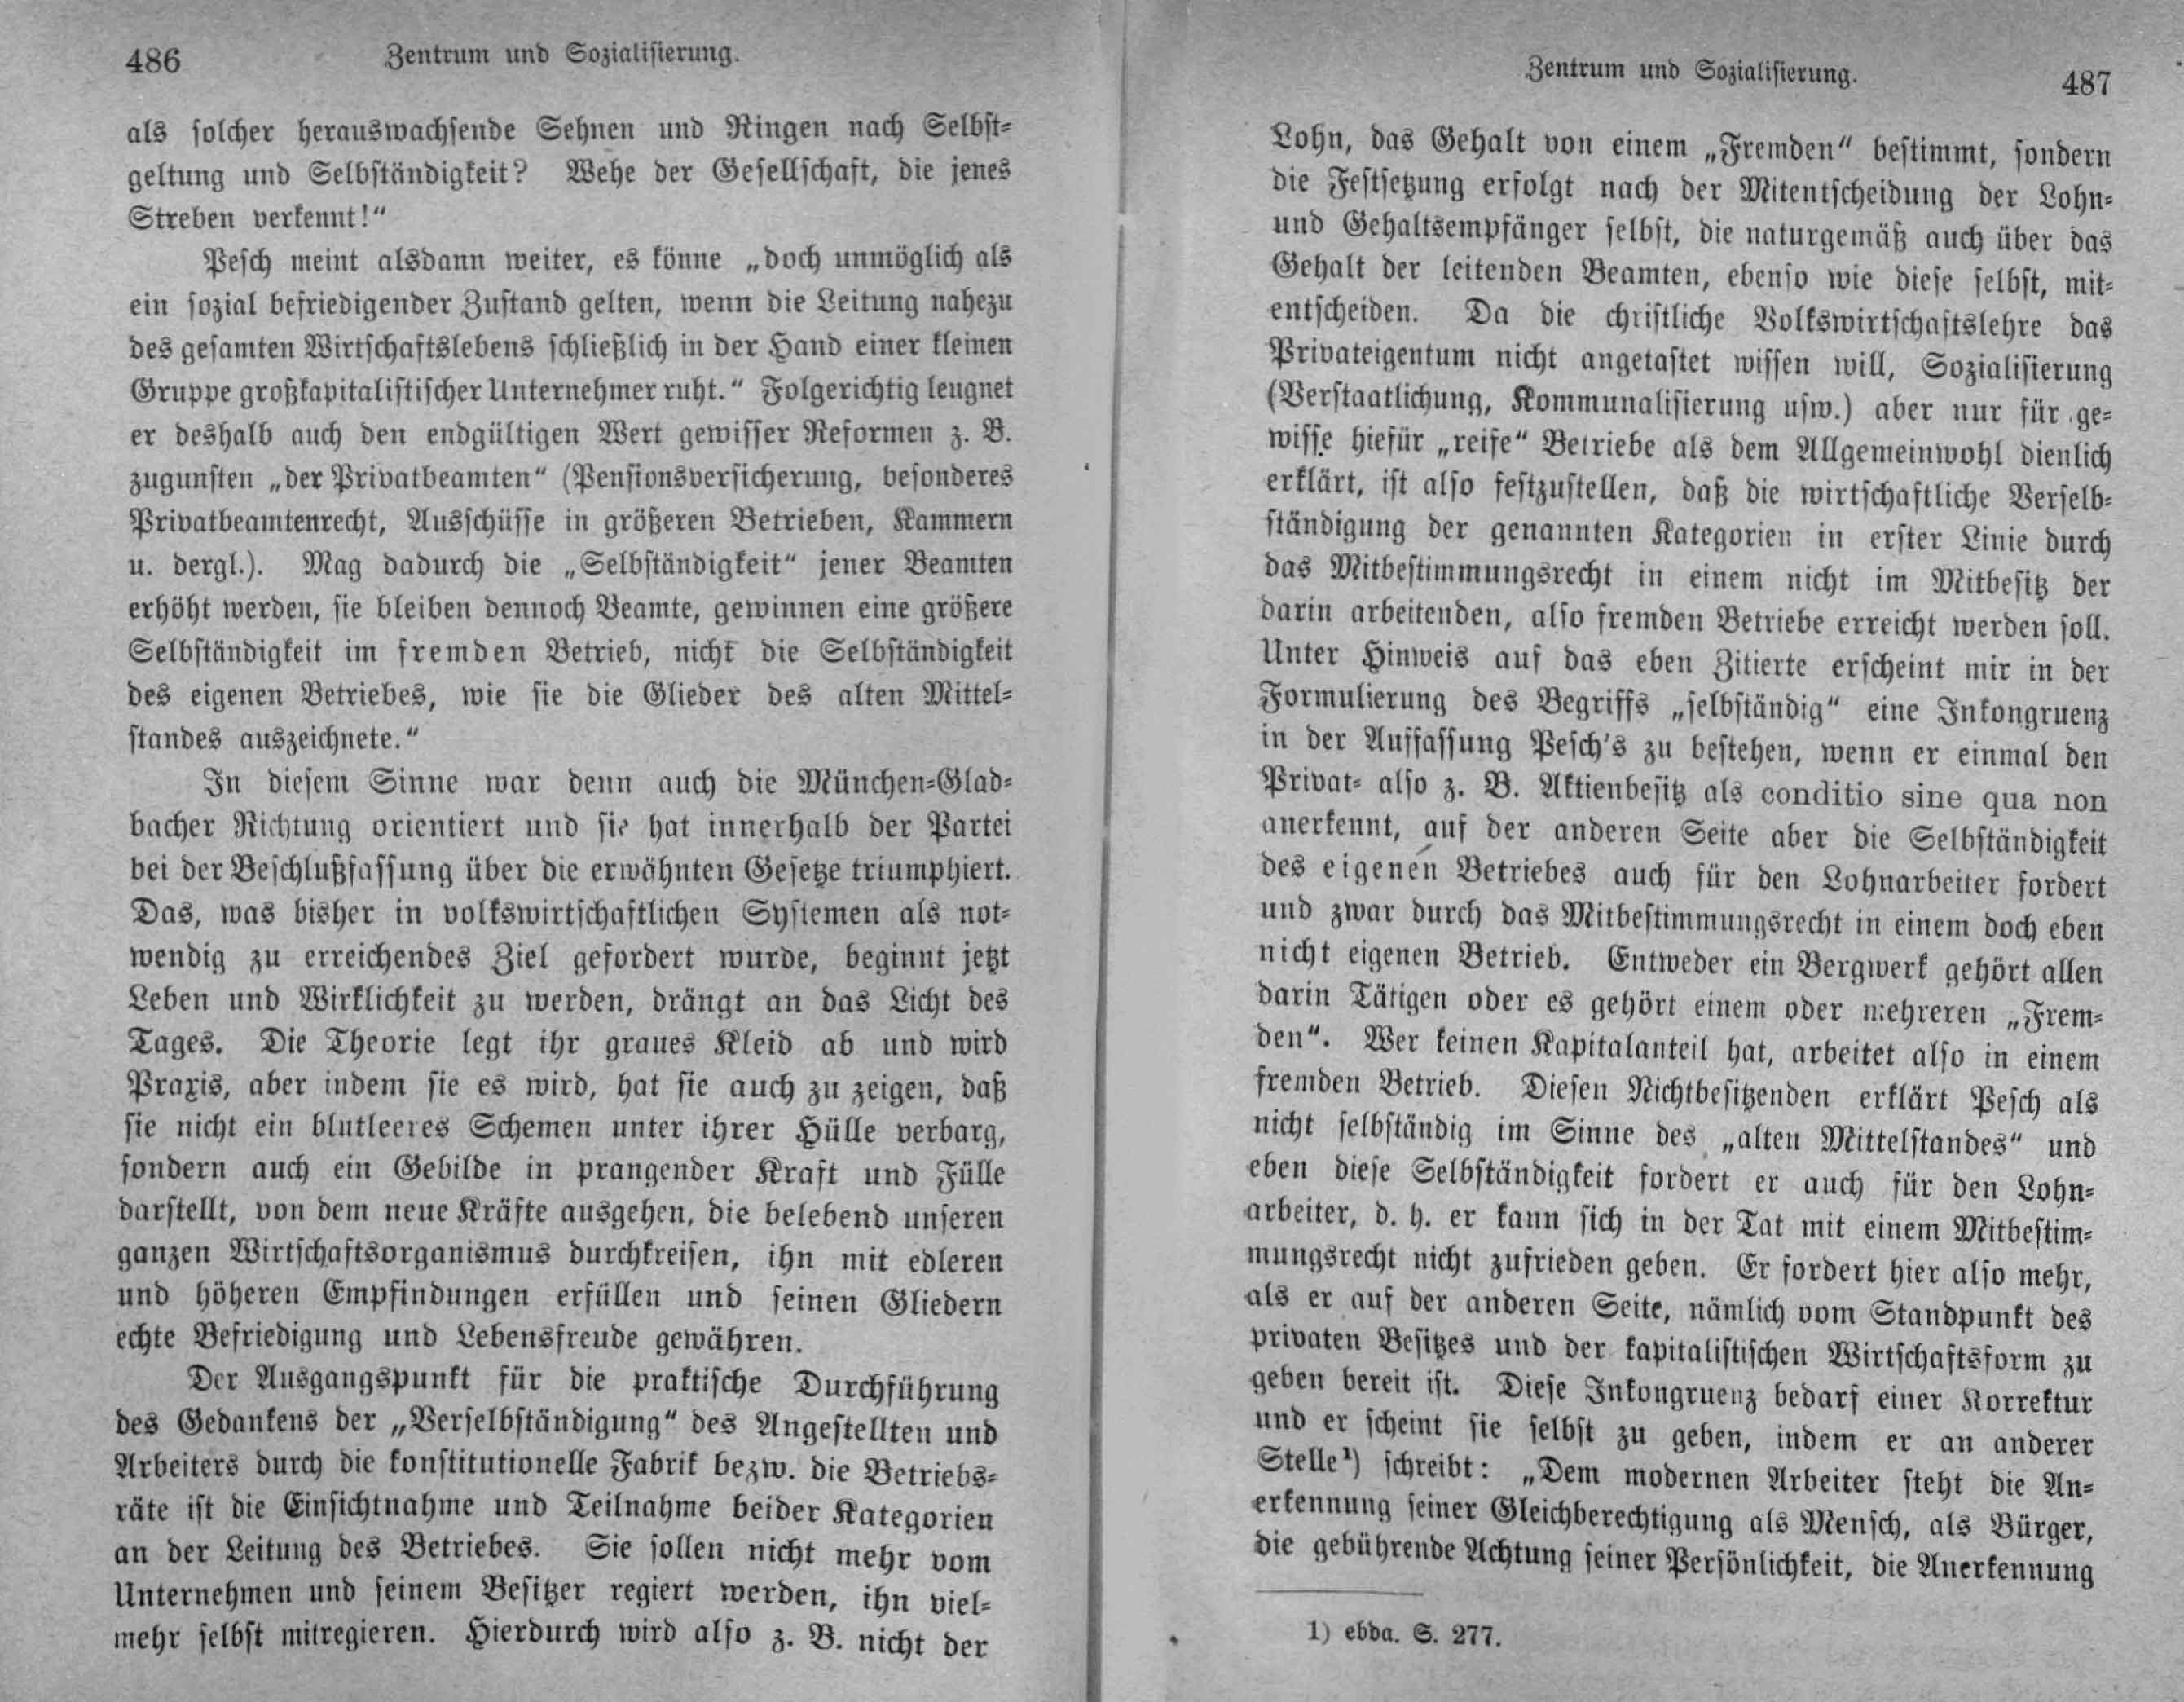 486
Zentrum und Sozialisierung.
als solcher herauswachsende Sehnen und Ringen nach Selbst-
geltung und Selbständigkeit? Wehe der Gesellschaft, die jenes
Streben verkennt!“
Pesch meint alsdann weiter, es könne „doch unmöglich als
ein sozial befriedigender Zustand gelten, wenn die Leitung nahezu
des gesamten Wirtschaftslebens schließlich in der Hand einer kleinen
Gruppe großkapitalistischer Unternehmer ruht.“ Folgerichtig leugnet
er deshalb auch den endgültigen Wert gewisser Reformen z. B.
zugunsten „der Privatbeamten“ (Pensionsversicherung, besonderes
Privatbeamtenrecht, Ausschüsse in größeren Betrieben, Kammern
u. dergl.). Mag dadurch die „Selbständigkeit“ jener Beamten
erhöht werden, sie bleiben dennoch Beamte, gewinnen eine größere
Selbständigkeit im fremden Betrieb, nicht die Selbständigkeit
des eigenen Betriebes, wie sie die Glieder des alten Mittel-
standes auszeichnete.“
In diesem Sinne war denn auch die München-Glad-
bacher Richtung orientiert und sie hat innerhalb der Partei
bei der Beschlußfassung über die erwähnten Gesetze triumphiert.
Das, was bisher in volkswirtschaftlichen Systemen als not-
wendig zu erreichendes Ziel gefordert wurde, beginnt jetzt
Leben und Wirklichkeit zu werden, drängt an das Licht des
Tages. Die Theorie legt ihr graues Kleid ab und wird
Praxis, aber indem sie es wird, hat sie auch zu zeigen, daß
sie nicht ein blutleeres Schemen unter ihrer Hülle verbarg,
sondern auch ein Gebilde in prangender Kraft und Fülle
darstellt, von dem neue Kräfte ausgehen, die belebend unseren
ganzen Wirtschaftsorganismus durchkreisen, ihn mit edleren
und höheren Empfindungen erfüllen und seinen Gliedern
echte Befriedigung und Lebensfreude gewähren.
Der Ausgangspunkt für die praktische Durchführung
des Gedankens der „Verselbständigung“ des Angestellten und
Arbeiters durch die konstitutionelle Fabrik bezw. die Betriebs-
räte ist die Einsichtnahme und Teilnahme beider Kategorien
an der Leitung des Betriebes. Sie sollen nicht mehr vom
Unternehmen und seinem Besitzer regiert werden, ihn viel-
mehr selbst mitregieren. Hierdurch wird also z. B. nicht der
Zentrum und Sozialisierung.
487
Lohn, das Gehalt von einem „Fremden“ bestimmt, sondern
die Festsetzung erfolgt nach der Mitentscheidung der Lohn-
und Gehaltsempfänger selbst, die naturgemäß auch über das
Gehalt der leitenden Beamten, ebenso wie diese selbst, mit-
entscheiden. Da die christliche Volkswirtschaftslehre das
Privateigentum nicht angetastet wissen will, Sozialisierung
(Verstaatlichung, Kommunalisierung usw.) aber nur für ge-
wisse hiefür „reife“ Betriebe als dem Allgemeinwohl dienlich
erklärt, ist also festzustellen, daß die wirtschaftliche Verselb-
ständigung der genannten Kategorien in erster Linie durch
das Mitbestimmungsrecht in einem nicht im Mitbesitz der
darin arbeitenden, also fremden Betriebe erreicht werden soll.
Unter Hinweis auf das eben Zitierte erscheint mir in der
Formulierung des Begriffs „selbständig“ eine Inkongruenz
in der Auffassung Pesch's zu bestehen, wenn er einmal den
Privat- also z. B. Aktienbesitz als conditio sine qua non
anerkennt, auf der anderen Seite aber die Selbständigkeit
des eigenen Betriebes auch für den Lohnarbeiter fordert
und zwar durch das Mitbestimmungsrecht in einem doch eben
nicht eigenen Betrieb. Entweder ein Bergwerk gehört allen
darin Tätigen oder es gehört einem oder mehreren „Frem-
den“. Wer keinen Kapitalanteil hat, arbeitet also in einem
fremden Betrieb. Diesen Nichtbesitzenden erklärt Pesch als
nicht selbständig im Sinne des „alten Mittelstandes“ und
eben diese Selbständigkeit fordert er auch für den Lohn-
arbeiter, d. h. er kann sich in der Tat mit einem Mitbestim-
mungsrecht nicht zufrieden geben. Er fordert hier also mehr,
als er auf der anderen Seite, nämlich vom Standpunkt des
privaten Besitzes und der kapitalistischen Wirtschaftsform zu
geben bereit ist. Diese Inkongruenz bedarf einer Korrektur
und er scheint sie selbst zu geben, indem er an anderer
Stelle¹) schreibt: „Dem modernen Arbeiter steht die An-
erkennung seiner Gleichberechtigung als Mensch, als Bürger,
die gebührende Achtung seiner Persönlichkeit, die Anerkennung
1) ebda. S. 277.